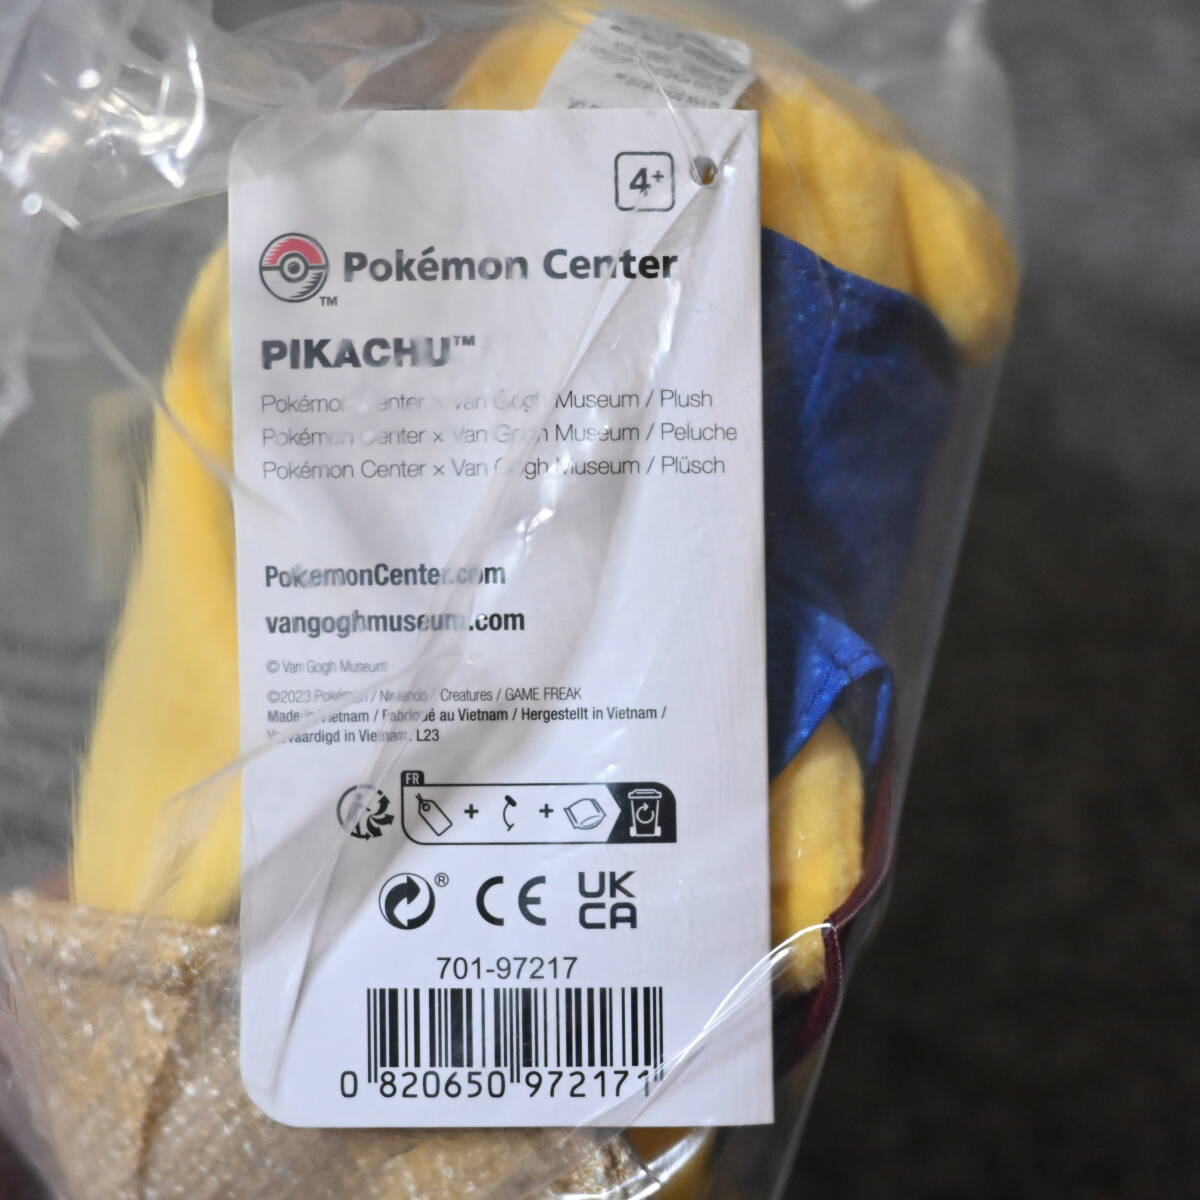 4+
Pokémon Center
TM
PIKACHU™
Pokémon Center × Van Gogh Museum / Plush
Pokémon Center × Van Gogh Museum / Peluche
Pokémon Center × Van Gogh Museum / Plüsch
PokemonCenter.com
vangoghmuseum.com
© Van Gogh Museum
©2023 Pokémon / Nintendo / Creatures / GAME FREAK
Made in Vietnam / Fabriqué au Vietnam / Hergestellt in Vietnam /
Vervaardigd in Vietnam. L23
FR
+ +
® CE UK
CA
701-97217
0 820650 972171